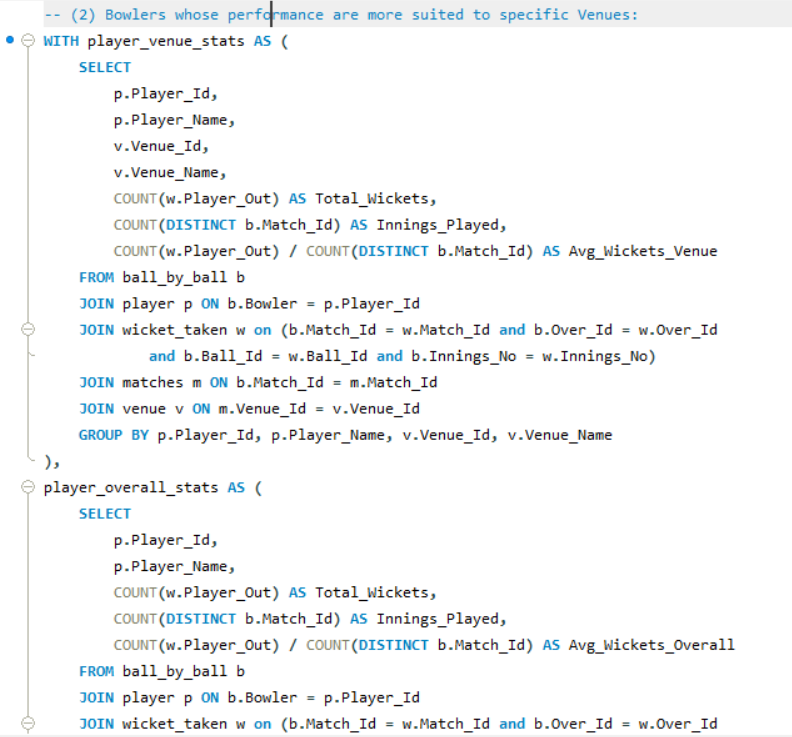 -- (2) Bowlers whose performance are more suited to specific Venues:
WITH player_venue_stats AS (
    SELECT
        p.Player_Id,
        p.Player_Name,
        v.Venue_Id,
        v.Venue_Name,
        COUNT(w.Player_Out) AS Total_Wickets,
        COUNT(DISTINCT b.Match_Id) AS Innings_Played,
        COUNT(w.Player_Out) / COUNT(DISTINCT b.Match_Id) AS Avg_Wickets_Venue
    FROM ball_by_ball b
    JOIN player p ON b.Bowler = p.Player_Id
    JOIN wicket_taken w on (b.Match_Id = w.Match_Id and b.Over_Id = w.Over_Id
            and b.Ball_Id = w.Ball_Id and b.Innings_No = w.Innings_No)
    JOIN matches m ON b.Match_Id = m.Match_Id
    JOIN venue v ON m.Venue_Id = v.Venue_Id
    GROUP BY p.Player_Id, p.Player_Name, v.Venue_Id, v.Venue_Name
),
player_overall_stats AS (
    SELECT
        p.Player_Id,
        p.Player_Name,
        COUNT(w.Player_Out) AS Total_Wickets,
        COUNT(DISTINCT b.Match_Id) AS Innings_Played,
        COUNT(w.Player_Out) / COUNT(DISTINCT b.Match_Id) AS Avg_Wickets_Overall
    FROM ball_by_ball b
    JOIN player p ON b.Bowler = p.Player_Id
    JOIN wicket_taken w on (b.Match_Id = w.Match_Id and b.Over_Id = w.Over_Id